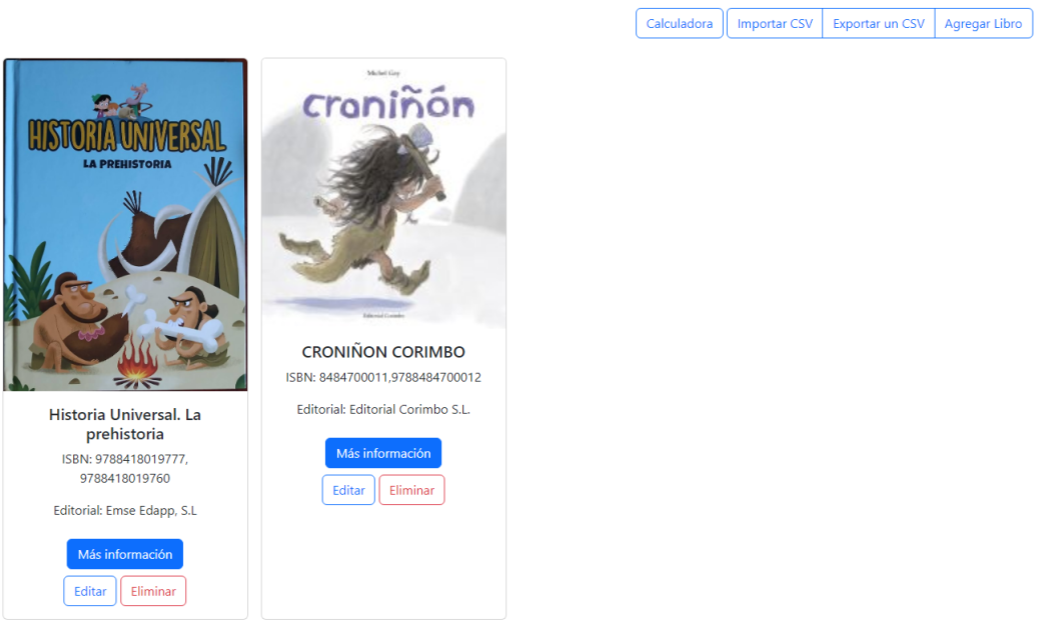 Calculadora
Importar CSV
Exportar un CSV
Agregar Libro
HISTORIA UNIVERSAL
LA PREHISTORIA
Historia Universal. La
prehistoria
ISBN: 9788418019777,
9788418019760
Editorial: Emse Edapp, S.L
Más información
Editar
Eliminar
Michel Gay
croniñón
Editorial Corimbo
CRONIÑON CORIMBO
ISBN: 8484700011,9788484700012
Editorial: Editorial Corimbo S.L.
Más información
Editar
Eliminar